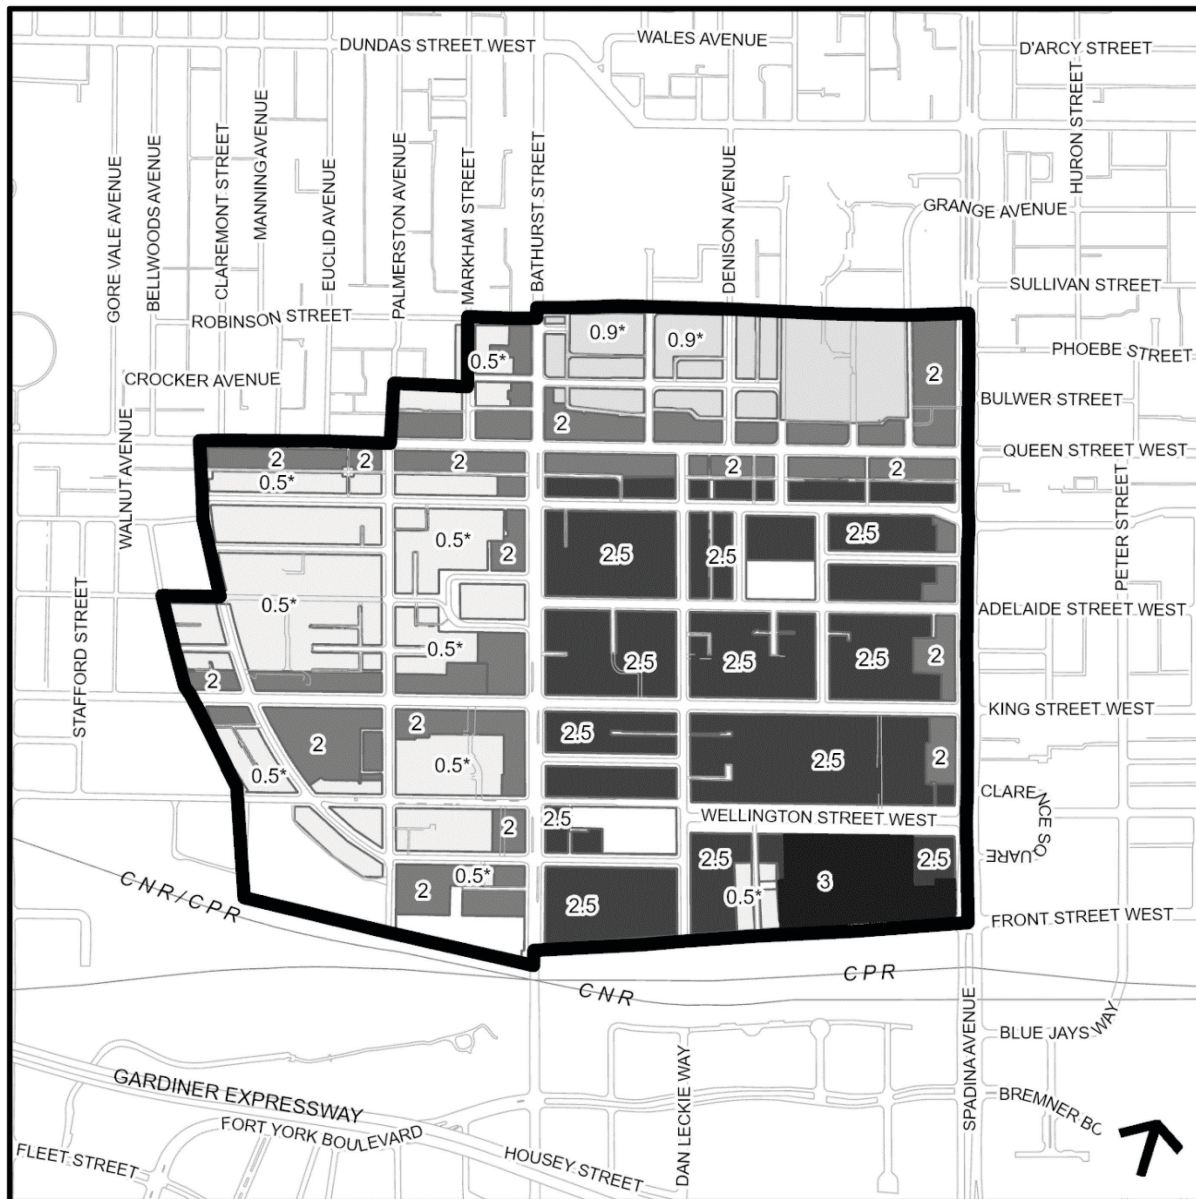 DUNDAS STREET WEST
WALES AVENUE
D'ARCY STREET
HURON STREET
GORE VALE AVENUE
BELLWOODS AVENUE
CLAREMONT STREET
MANNING AVENUE
EUCLID AVENUE
PALMERSTON AVENUE
MARKHAM STREET
BATHURST STREET
DENISON AVENUE
GRANGE AVENUE
SULLIVAN STREET
ROBINSON STREET
PHOEBE STREET
CROCKER AVENUE
BULWER STREET
QUEEN STREET WEST
WALNUT AVENUE
PETER STREET
STAFFORD STREET
ADELAIDE STREET WEST
KING STREET WEST
CLARENCE SQUARE
WELLINGTON STREET WEST
FRONT STREET WEST
0.5*
0.9*
0.9*
2
2
2
2
2
2
2
0.5*
0.5*
2
2.5
2.5
2.5
0.5*
0.5*
2.5
2.5
2.5
2
2
2
2
0.5*
0.5*
2.5
2.5
2
2
2.5
2
0.5*
2.5
2.5
0.5*
3
2.5
CNR/CPR
CNR
CPR
SPADINA AVENUE
BLUE JAYS WAY
DAN LECKIE WAY
GARDINER EXPRESSWAY
FORT YORK BOULEVARD
BREMNER BO
FLEET STREET
HOUSEY STREET